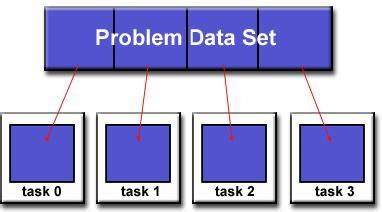 Problem Data Set
task 0 task 1 task 2 task 3